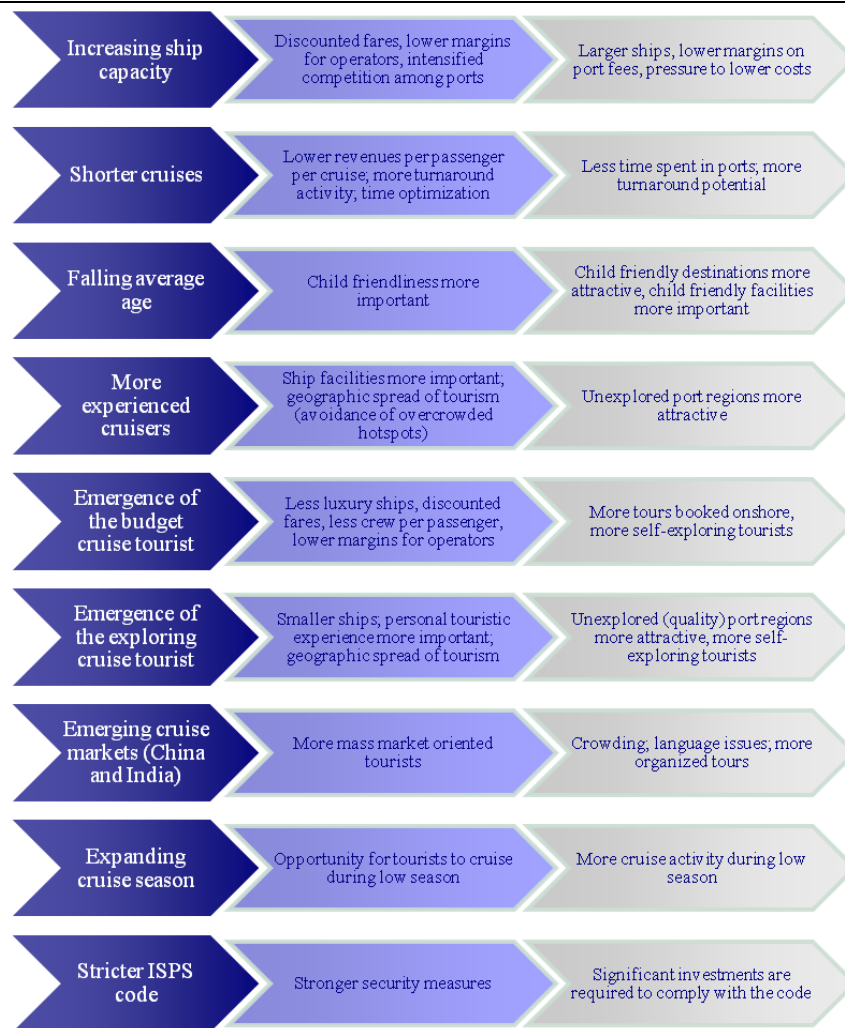 Increasing ship
capacity
Discounted fares, lower margins
for operators, intensified
competition among ports
Larger ships, lower margins on
port fees, pressure to lower costs
Shorter cruises
Lower revenues per passenger
per cruise; more turnaround
activity; time optimization
Less time spent in ports; more
turnaround potential
Falling average
age
Child friendliness more
important
Child friendly destinations more
attractive, child friendly facilities
more important
More
experienced
cruisers
Ship facilities more important;
geographic spread of tourism
(avoidance of overcrowded
hotspots)
Unexplored port regions more
attractive
Emergence of
the budget
cruise tourist
Less luxury ships, discounted
fares, less crew per passenger,
lower margins for operators
More tours booked onshore,
more self-exploring tourists
Emergence of
the exploring
cruise tourist
Smaller ships; personal touristic
experience more important;
geographic spread of tourism
Unexplored (quality) port regions
more attractive, more self-
exploring tourists
Emerging cruise
markets (China
and India)
More mass market oriented
tourists
Crowding; language issues; more
organized tours
Expanding
cruise season
Opportunity for tourists to cruise
during low season
More cruise activity during low
season
Stricter ISPS
code
Stronger security measures
Significant investments are
required to comply with the code